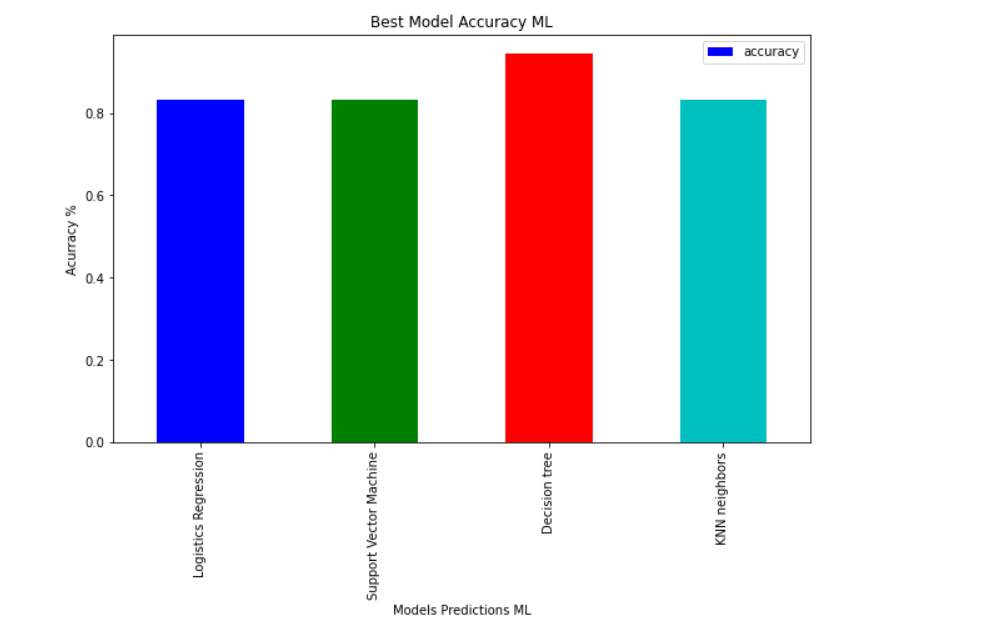 Best Model Accuracy ML
accuracy
Acurracy %
0.8
0.6
0.4
0.2
0.0
Logistics Regression
Support Vector Machine
Decision tree
KNN neighbors
Models Predictions ML